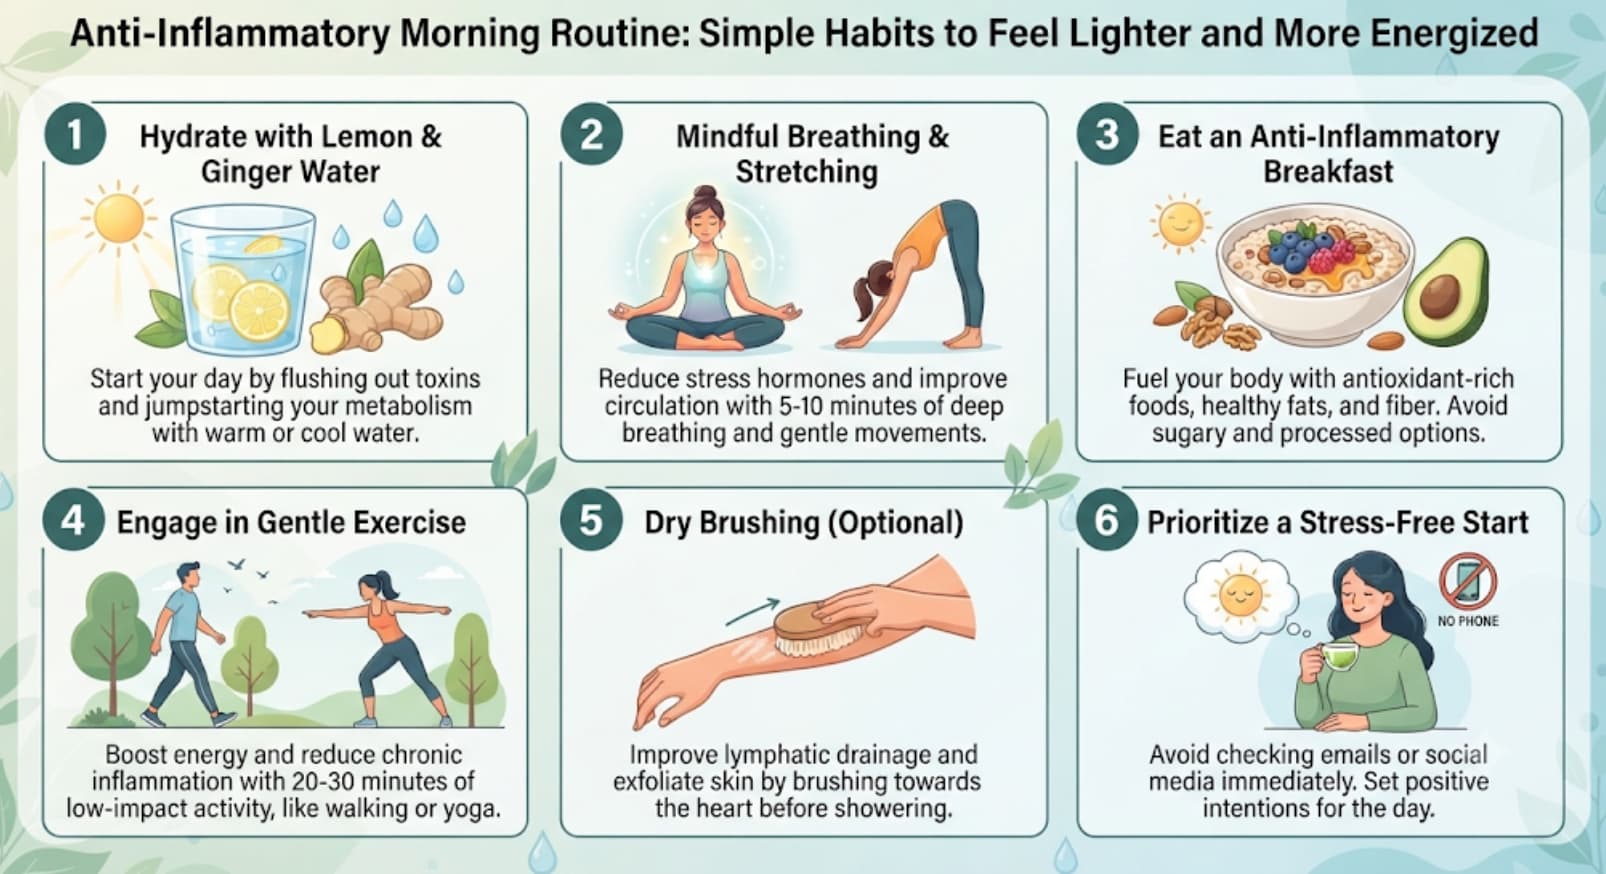 Anti-Inflammatory Morning Routine: Simple Habits to Feel Lighter and More Energized
1
Hydrate with Lemon &
Ginger Water
Start your day by flushing out toxins
and jumpstarting your metabolism
with warm or cool water.
2
Mindful Breathing &
Stretching
Reduce stress hormones and improve
circulation with 5-10 minutes of deep
breathing and gentle movements.
3
Eat an Anti-Inflammatory
Breakfast
Fuel your body with antioxidant-rich
foods, healthy fats, and fiber. Avoid
sugary and processed options.
4
Engage in Gentle Exercise
Boost energy and reduce chronic
inflammation with 20-30 minutes of
low-impact activity, like walking or yoga.
5
Dry Brushing (Optional)
Improve lymphatic drainage and
exfoliate skin by brushing towards
the heart before showering.
6
Prioritize a Stress-Free Start
NO PHONE
Avoid checking emails or social
media immediately. Set positive
intentions for the day.